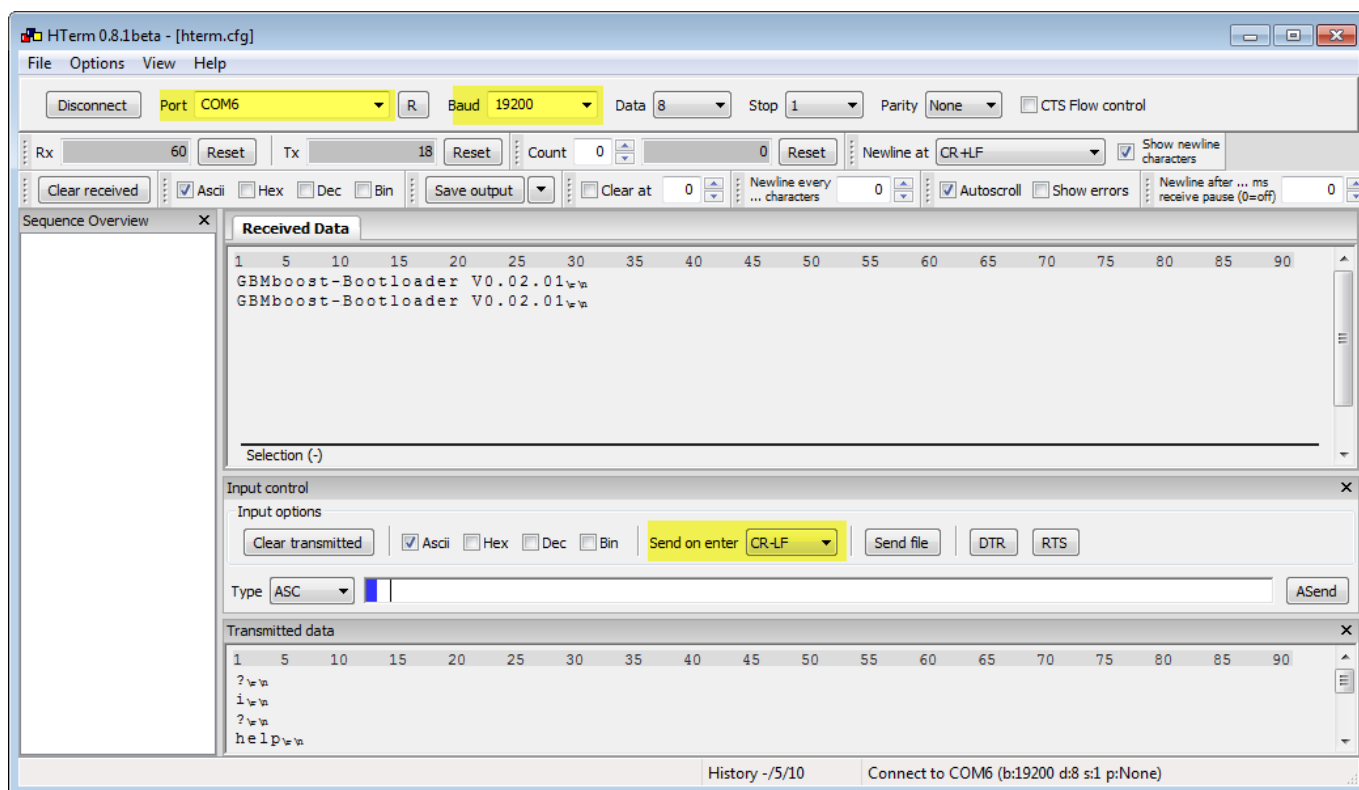 HTerm 0.8.1beta - [hterm.cfg]
File Options View Help
Disconnect Port COM6 R Baud 19200 Data 8 Stop 1 Parity None CTS Flow control
Rx 60 Reset Tx 18 Reset Count 0 0 Reset Newline at CR+LF Show newline characters
Clear received Ascii Hex Dec Bin Save output Clear at 0 Newline every ... characters 0 Autoscroll Show errors Newline after ... ms receive pause (0=off) 0
Sequence Overview X Received Data
1 5 10 15 20 25 30 35 40 45 50 55 60 65 70 75 80 85 90
GBMboost-Bootloader V0.02.01\r\n
GBMboost-Bootloader V0.02.01\r\n
Selection (-)
Input control
Input options
Clear transmitted Ascii Hex Dec Bin Send on enter CR-LF Send file DTR RTS
Type ASC ASend
Transmitted data
1 5 10 15 20 25 30 35 40 45 50 55 60 65 70 75 80 85 90
?\r\n
i\r\n
?\r\n
help\r\n
History -/5/10 Connect to COM6 (b:19200 d:8 s:1 p:None)